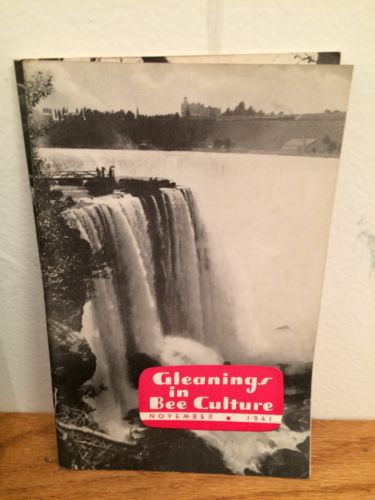 Gleanings
in
Bee Culture
NOVEMBER • 1941